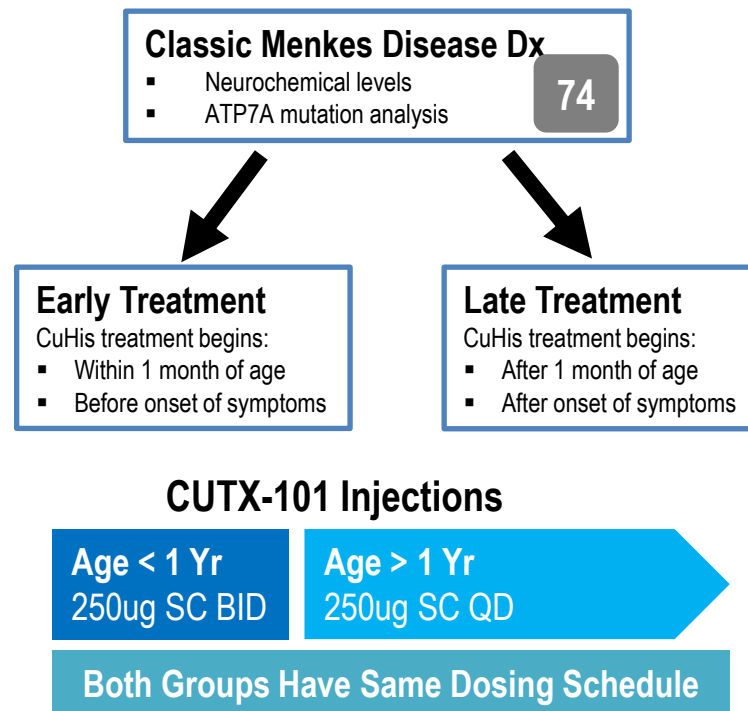 Classic Menkes Disease Dx
▪ Neurochemical levels
▪ ATP7A mutation analysis
74
Early Treatment
CuHis treatment begins:
▪ Within 1 month of age
▪ Before onset of symptoms
Late Treatment
CuHis treatment begins:
▪ After 1 month of age
▪ After onset of symptoms
CUTX-101 Injections
Age < 1 Yr
250ug SC BID
Age > 1 Yr
250ug SC QD
Both Groups Have Same Dosing Schedule